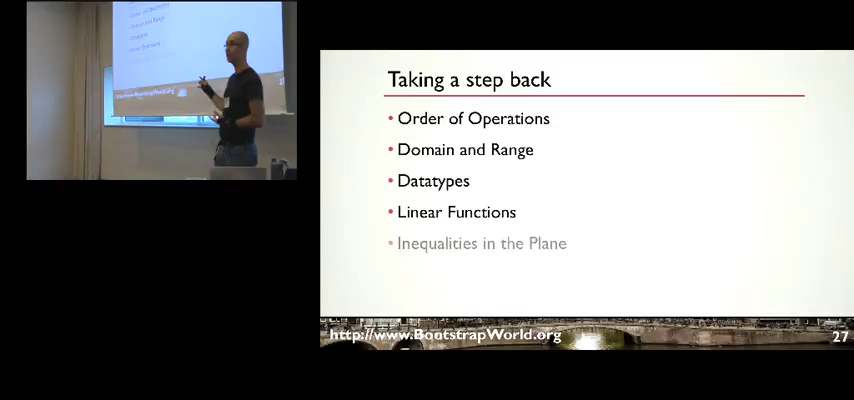 Taking a step back
• Order of Operations
• Domain and Range
• Datatypes
• Linear Functions
• Inequalities in the Plane
http://www.BootstrapWorld.org
27